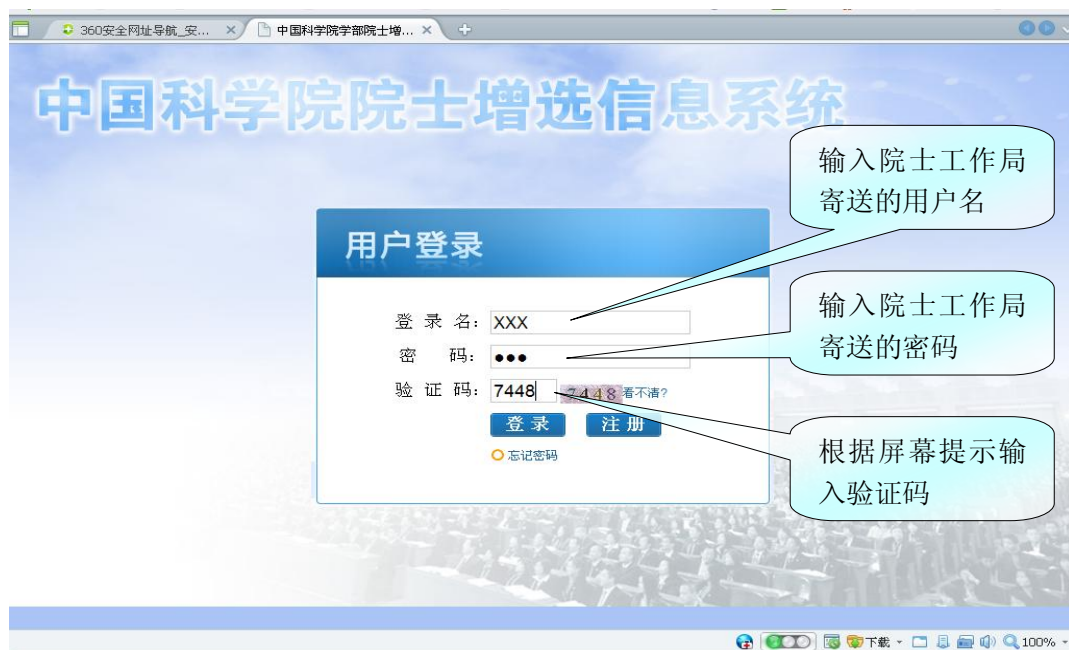 360安全网址导航_安...
中国科学院学部院士增...
中国科学院院士增选信息系统
输入院士工作局
寄送的用户名
用户登录
登 录 名: XXX
输入院士工作局
寄送的密码
密 码: ●●●
验 证 码: 7448 7448 看不清?
登 录 注 册
忘记密码
根据屏幕提示输
入验证码
下载 100%